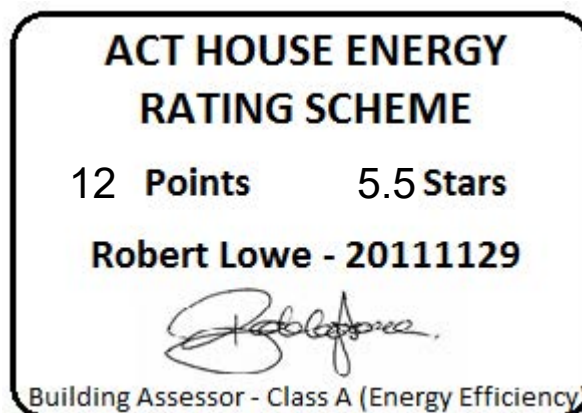 ACT HOUSE ENERGY
RATING SCHEME
12 Points 5.5 Stars
Robert Lowe - 20111129
Building Assessor - Class A (Energy Efficiency)